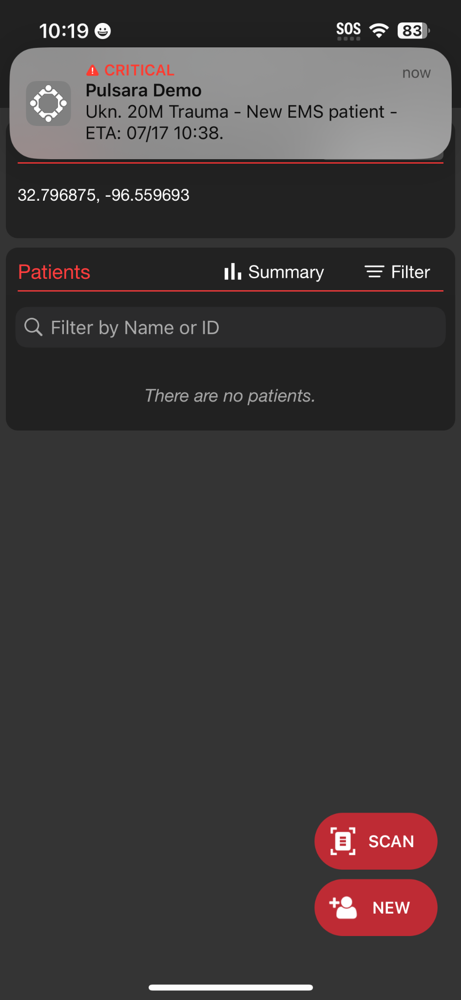 10:19
SOS
83
CRITICAL
now
Pulsara Demo
Ukn. 20M Trauma - New EMS patient -
ETA: 07/17 10:38.
32.796875, -96.559693
Patients
Summary
Filter
Filter by Name or ID
There are no patients.
SCAN
NEW